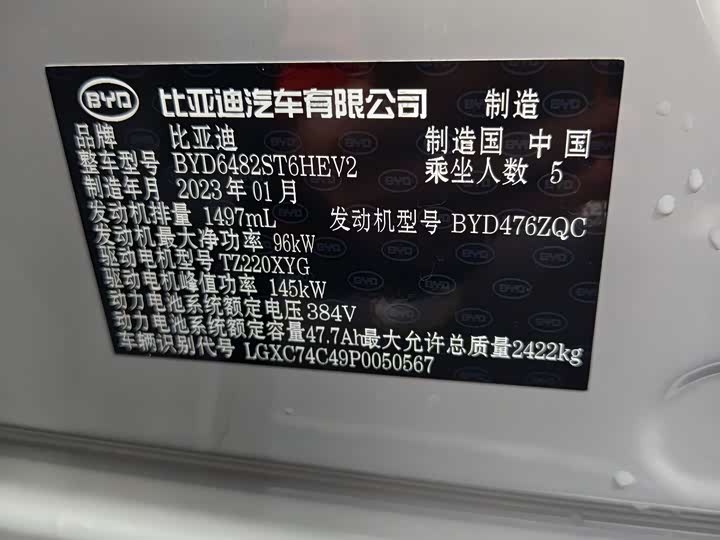 BYD 比亚迪汽车有限公司 制造
品牌 比亚迪 制造国 中国
整车型号 BYD6482ST6HEV2 乘坐人数 5
制造年月 2023年01月
发动机排量 1497mL 发动机型号 BYD476ZQC
发动机最大净功率 96kW
驱动电机型号 TZ220XYG
驱动电机峰值功率 145kW
动力电池系统额定电压 384V
动力电池系统额定容量 47.7Ah 最大允许总质量 2422kg
车辆识别代号 LGXC74C49P0050567